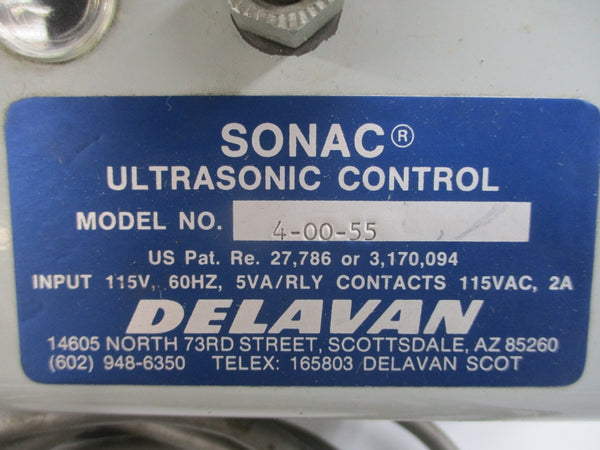 SONAC®
ULTRASONIC CONTROL
MODEL NO. 4-00-55
US Pat. Re. 27,786 or 3,170,094
INPUT 115V, 60HZ, 5VA/RLY CONTACTS 115VAC, 2A
DELAVAN
14605 NORTH 73RD STREET, SCOTTSDALE, AZ 85260
(602) 948-6350 TELEX: 165803 DELAVAN SCOT